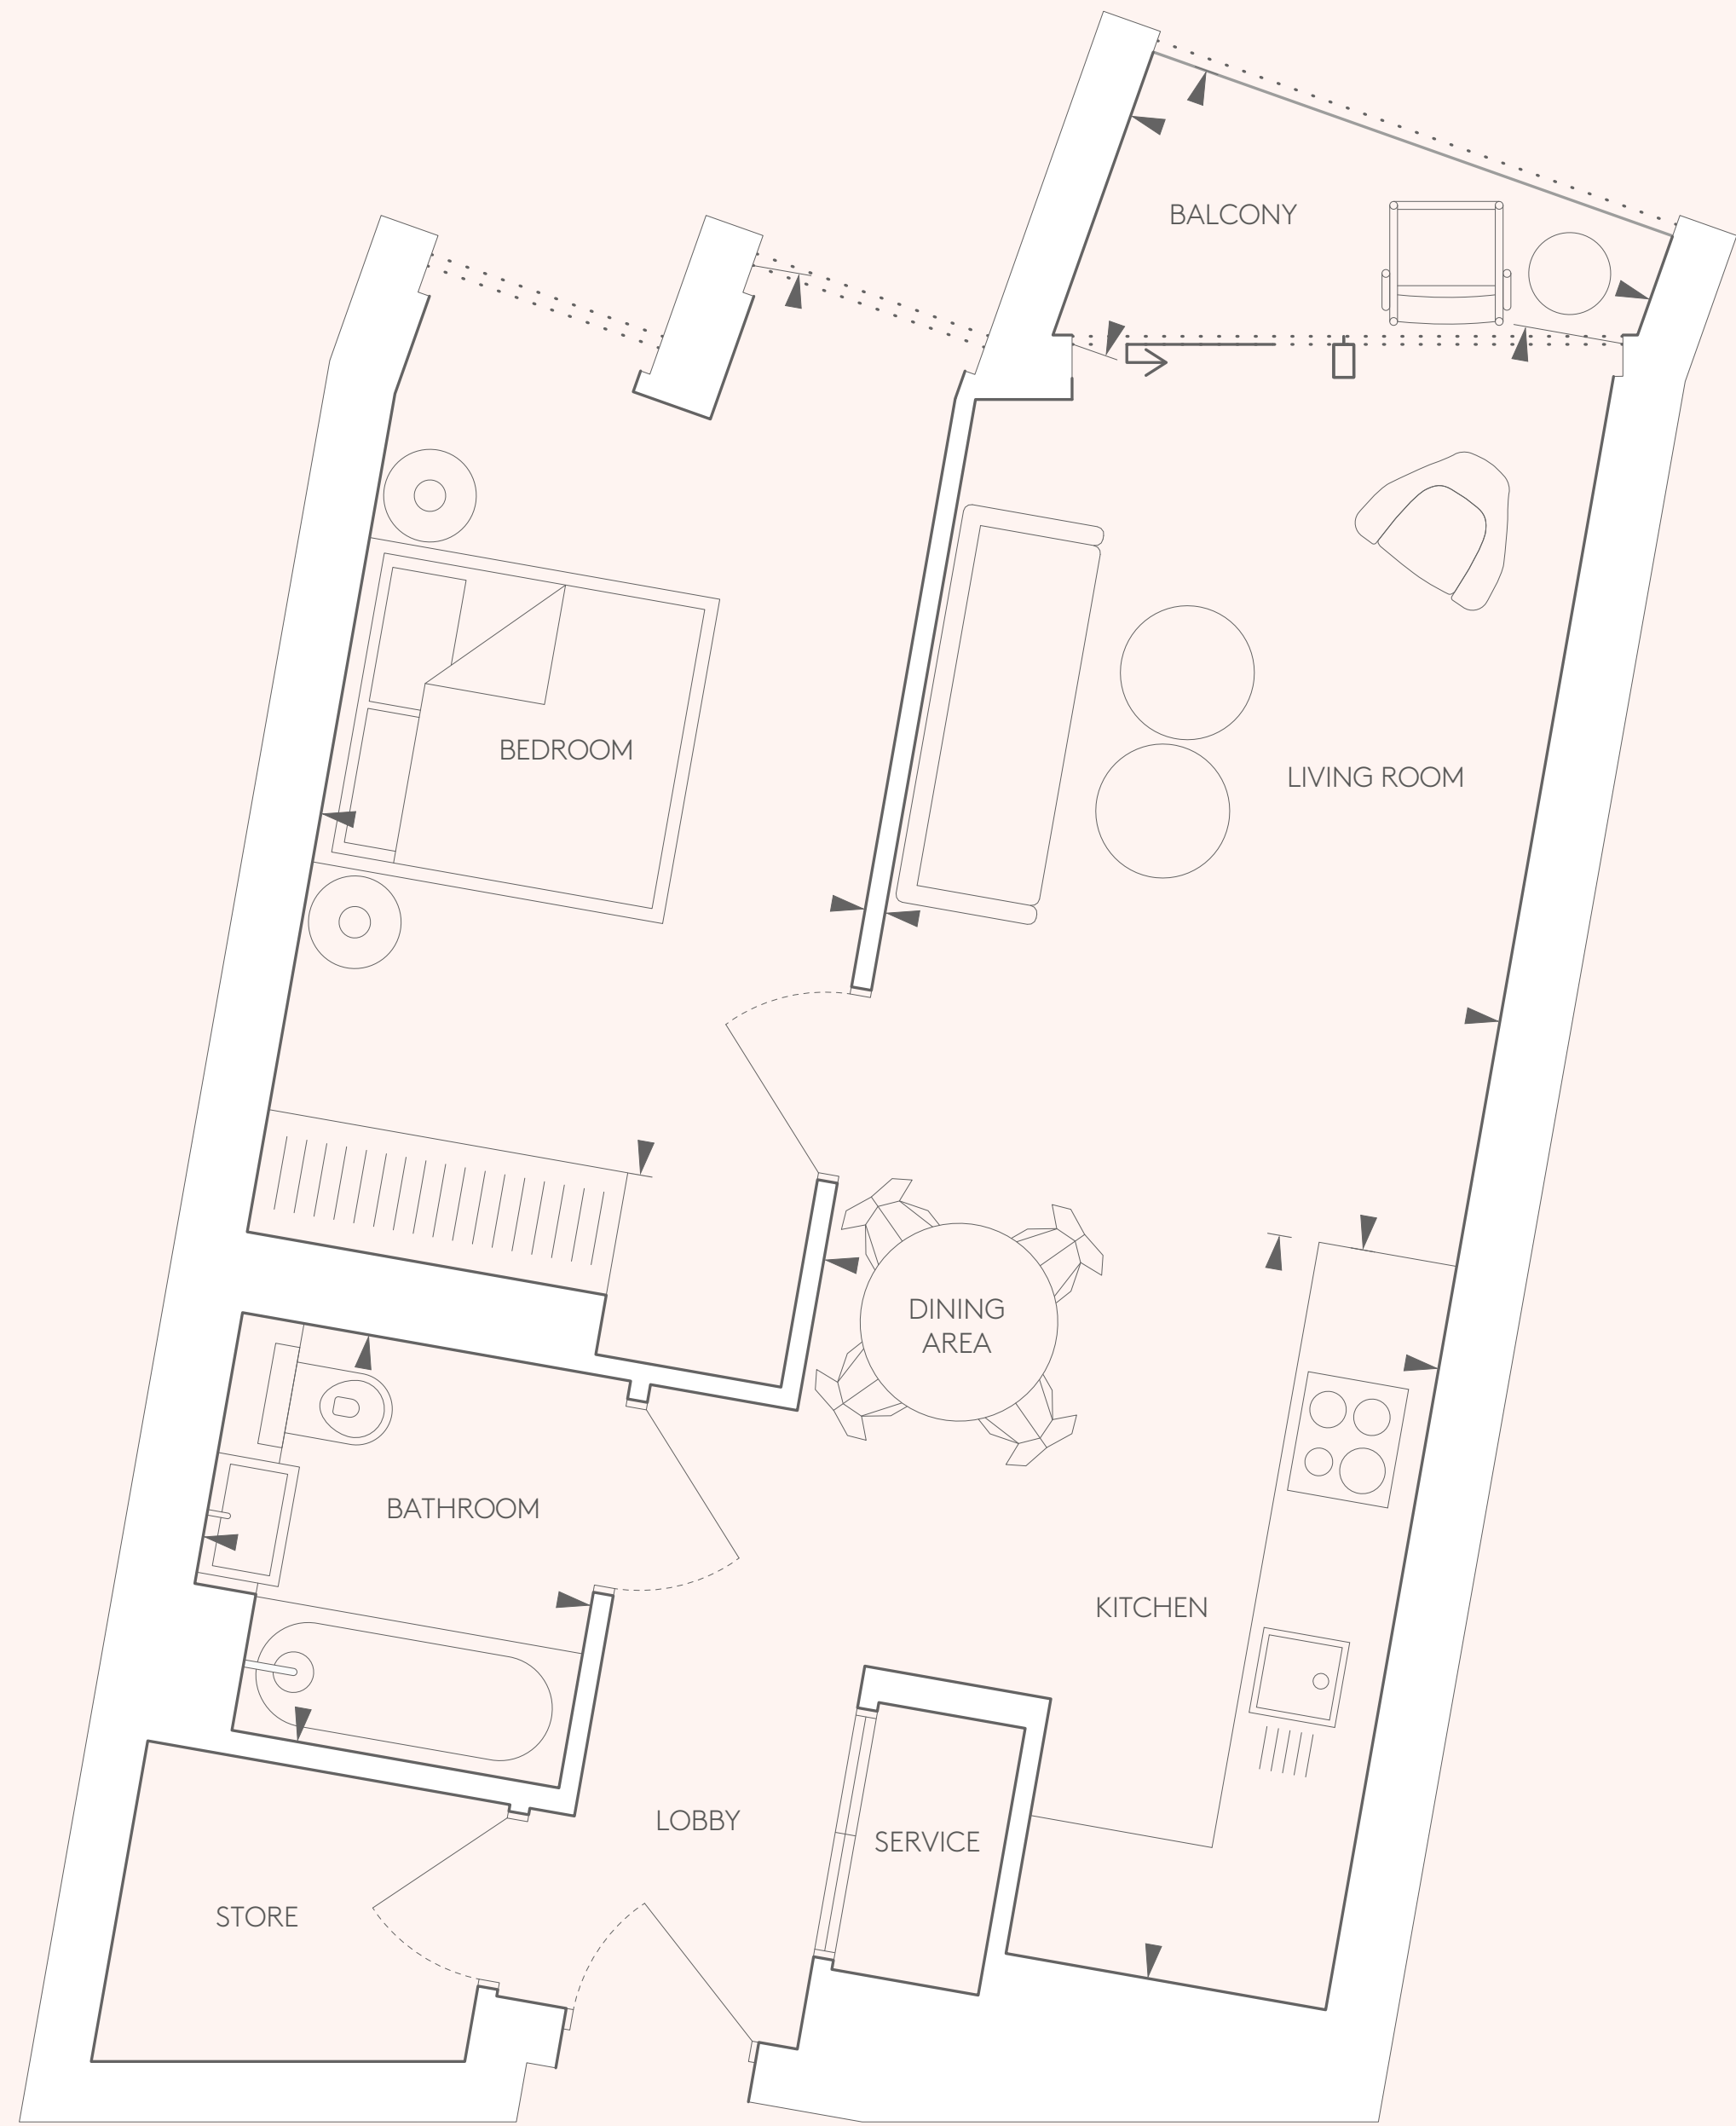 BALCONY
BEDROOM
LIVING ROOM
DINING
AREA
BATHROOM
KITCHEN
LOBBY
SERVICE
STORE